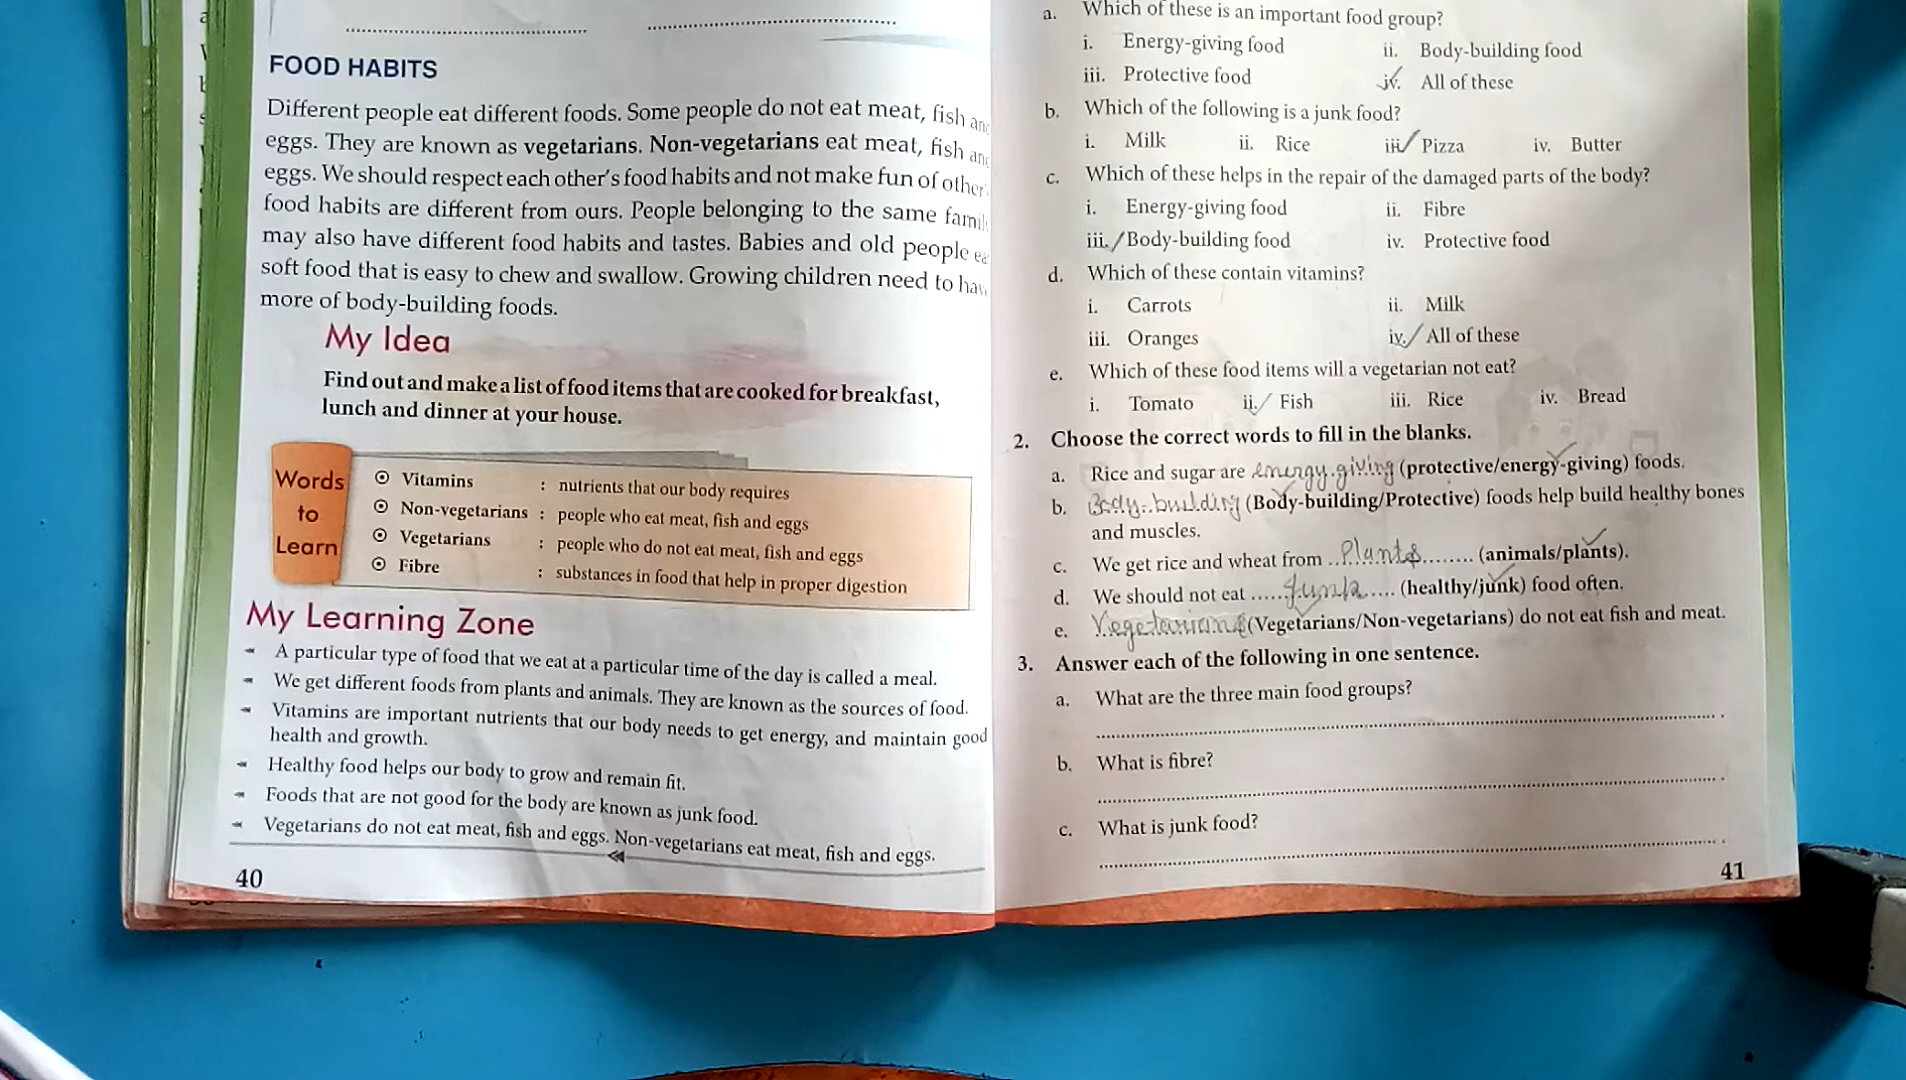 FOOD HABITS
Different people eat different foods. Some people do not eat meat, fish and
eggs. They are known as vegetarians. Non-vegetarians eat meat, fish and
eggs. We should respect each other's food habits and not make fun of other
food habits are different from ours. People belonging to the same famil
may also have different food habits and tastes. Babies and old people ea
soft food that is easy to chew and swallow. Growing children need to hav
more of body-building foods.
My Idea
Find out and make a list of food items that are cooked for breakfast,
lunch and dinner at your house.
Words
to
Learn
Vitamins : nutrients that our body requires
Non-vegetarians : people who eat meat, fish and eggs
Vegetarians : people who do not eat meat, fish and eggs
Fibre : substances in food that help in proper digestion
My Learning Zone
A particular type of food that we eat at a particular time of the day is called a meal.
We get different foods from plants and animals. They are known as the sources of food.
Vitamins are important nutrients that our body needs to get energy, and maintain good
health and growth.
Healthy food helps our body to grow and remain fit.
Foods that are not good for the body are known as junk food.
Vegetarians do not eat meat, fish and eggs. Non-vegetarians eat meat, fish and eggs.
40
a. Which of these is an important food group?
i. Energy-giving food ii. Body-building food
iii. Protective food iv. All of these
b. Which of the following is a junk food?
i. Milk ii. Rice iii. Pizza iv. Butter
c. Which of these helps in the repair of the damaged parts of the body?
i. Energy-giving food ii. Fibre
iii. Body-building food iv. Protective food
d. Which of these contain vitamins?
i. Carrots ii. Milk
iii. Oranges iv. All of these
e. Which of these food items will a vegetarian not eat?
i. Tomato ii. Fish iii. Rice iv. Bread
2. Choose the correct words to fill in the blanks.
a. Rice and sugar are energy-giving (protective/energy-giving) foods.
b. Body-building (Body-building/Protective) foods help build healthy bones
and muscles.
c. We get rice and wheat from ..Plants........ (animals/plants).
d. We should not eat .....Junk..... (healthy/junk) food often.
e. Vegetarians (Vegetarians/Non-vegetarians) do not eat fish and meat.
3. Answer each of the following in one sentence.
a. What are the three main food groups?
b. What is fibre?
c. What is junk food?
41